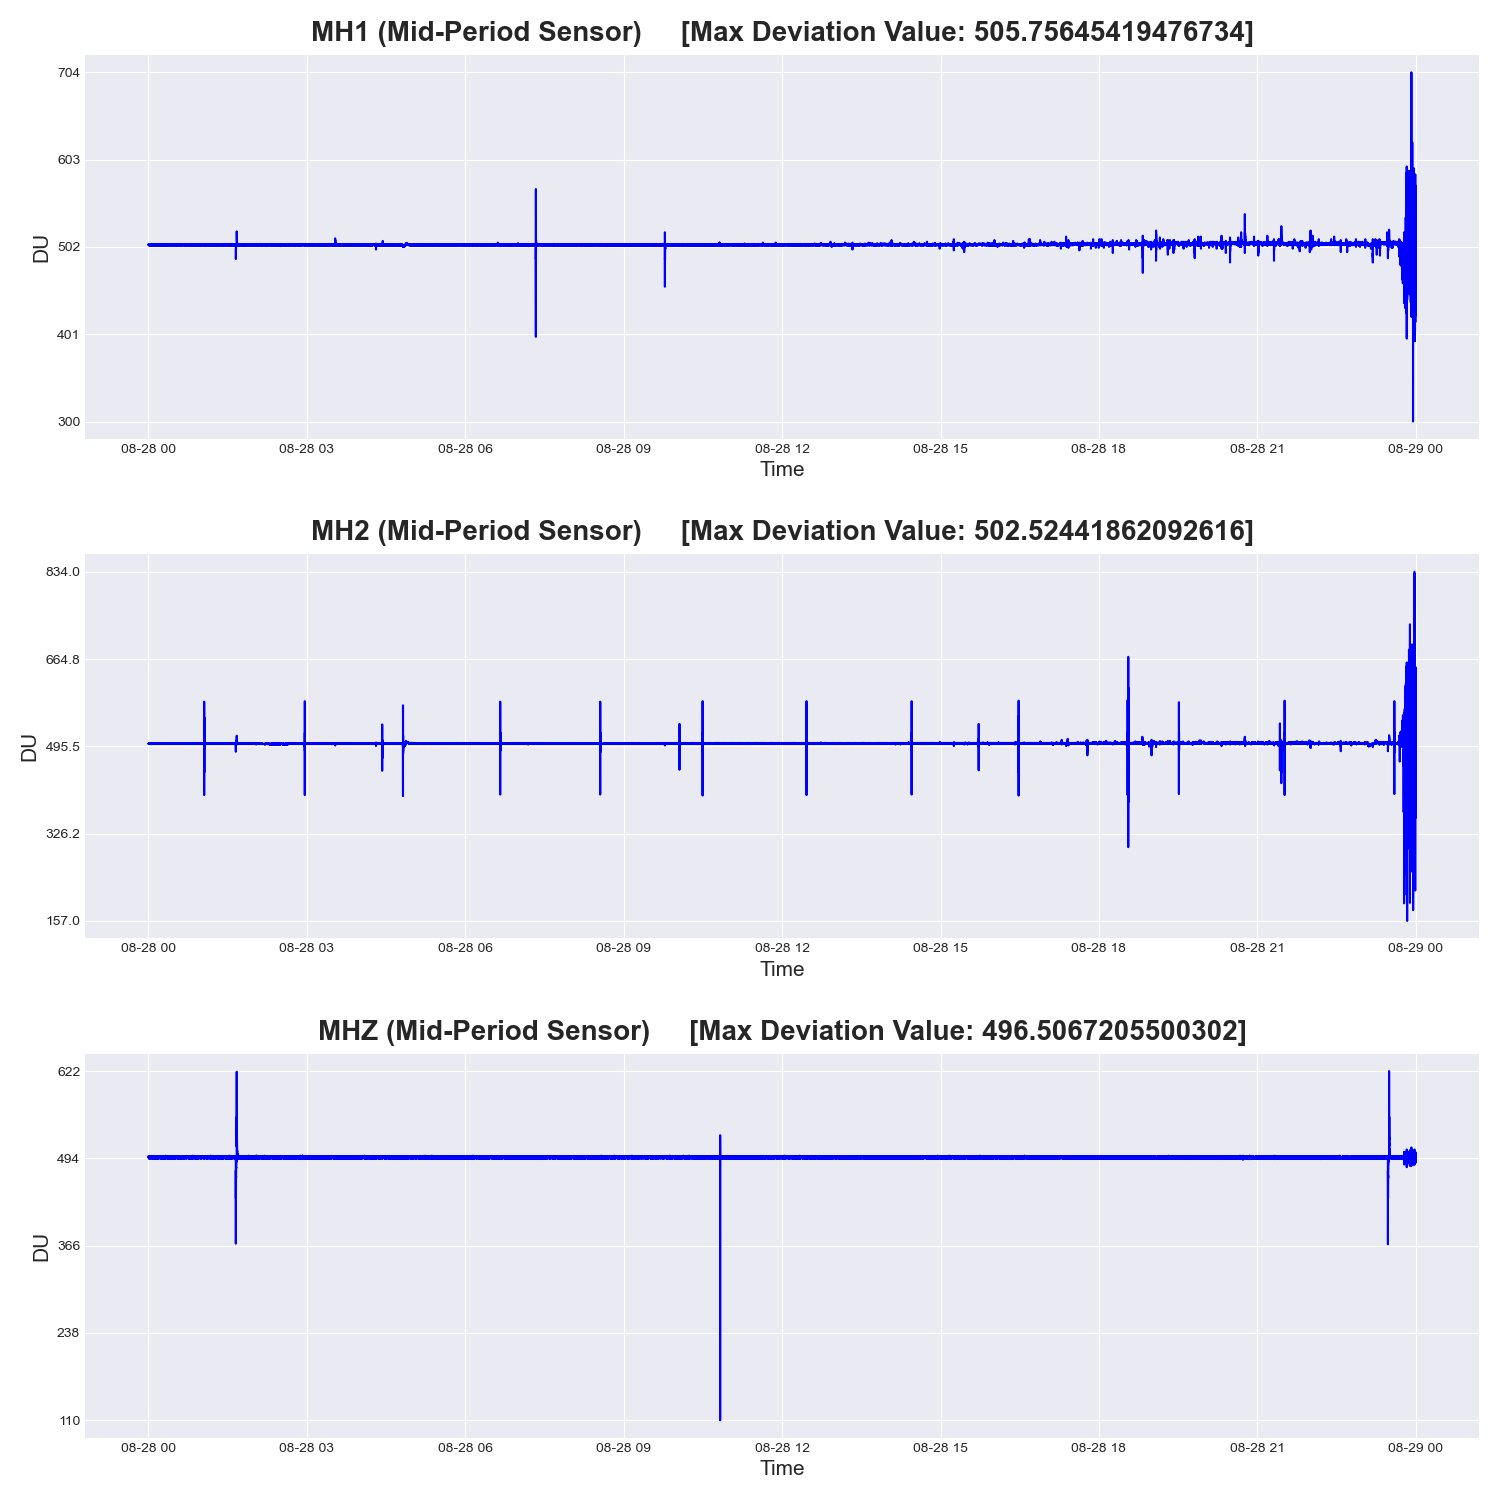 MH1 (Mid-Period Sensor) [Max Deviation Value: 505.75645419476734]
704
603
502
401
300
DU
08-28 00 08-28 03 08-28 06 08-28 09 08-28 12 08-28 15 08-28 18 08-28 21 08-29 00
Time
MH2 (Mid-Period Sensor) [Max Deviation Value: 502.52441862092616]
834.0
664.8
495.5
326.2
157.0
DU
08-28 00 08-28 03 08-28 06 08-28 09 08-28 12 08-28 15 08-28 18 08-28 21 08-29 00
Time
MHZ (Mid-Period Sensor) [Max Deviation Value: 496.5067205500302]
622
494
366
238
110
DU
08-28 00 08-28 03 08-28 06 08-28 09 08-28 12 08-28 15 08-28 18 08-28 21 08-29 00
Time